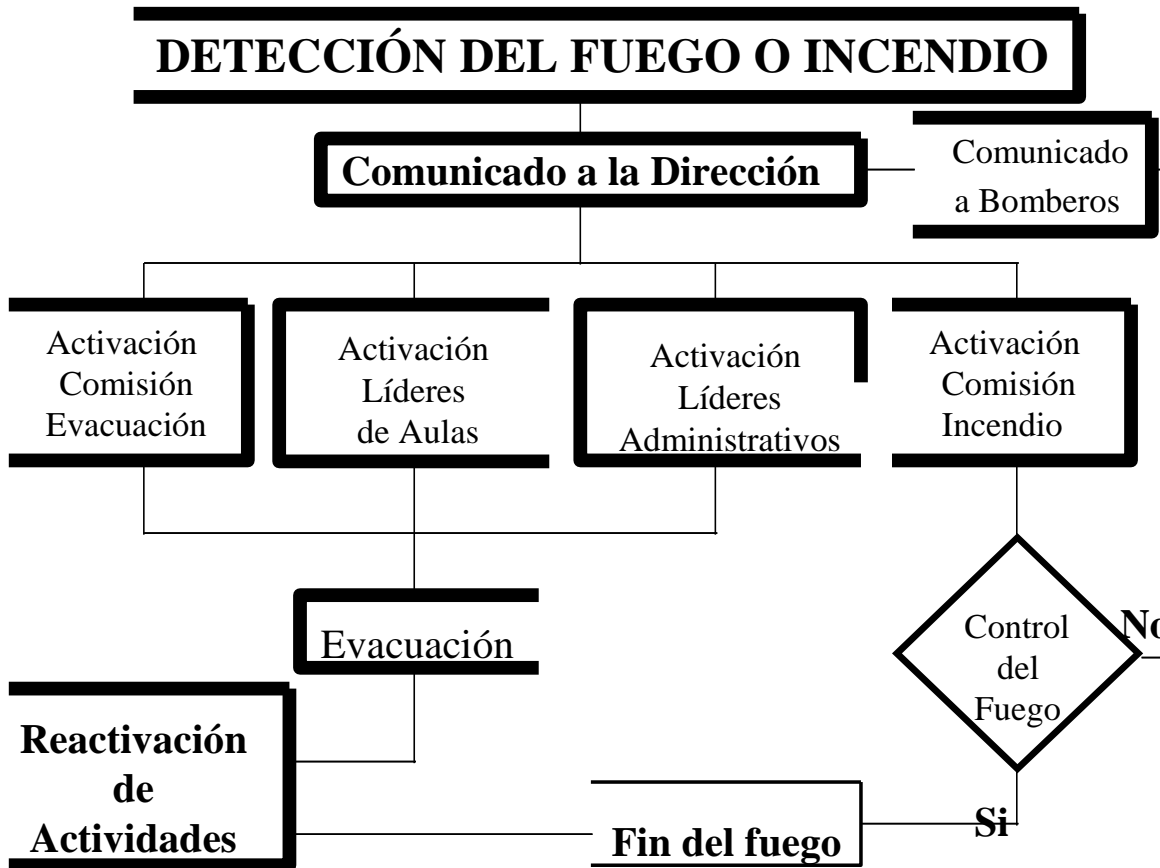 DETECCIÓN DEL FUEGO O INCENDIO
Comunicado a la Dirección
Comunicado
a Bomberos
Activación
Comisión
Evacuación
Activación
Líderes
de Aulas
Activación
Líderes
Administrativos
Activación
Comisión
Incendio
Evacuación
Control
del
Fuego
No
Reactivación
de
Actividades
Fin del fuego
Si